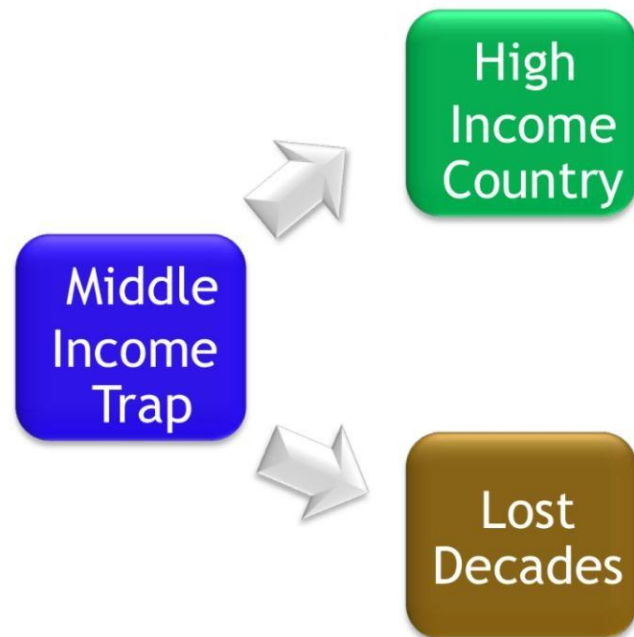 High
Income
Country
Middle
Income
Trap
Lost
Decades